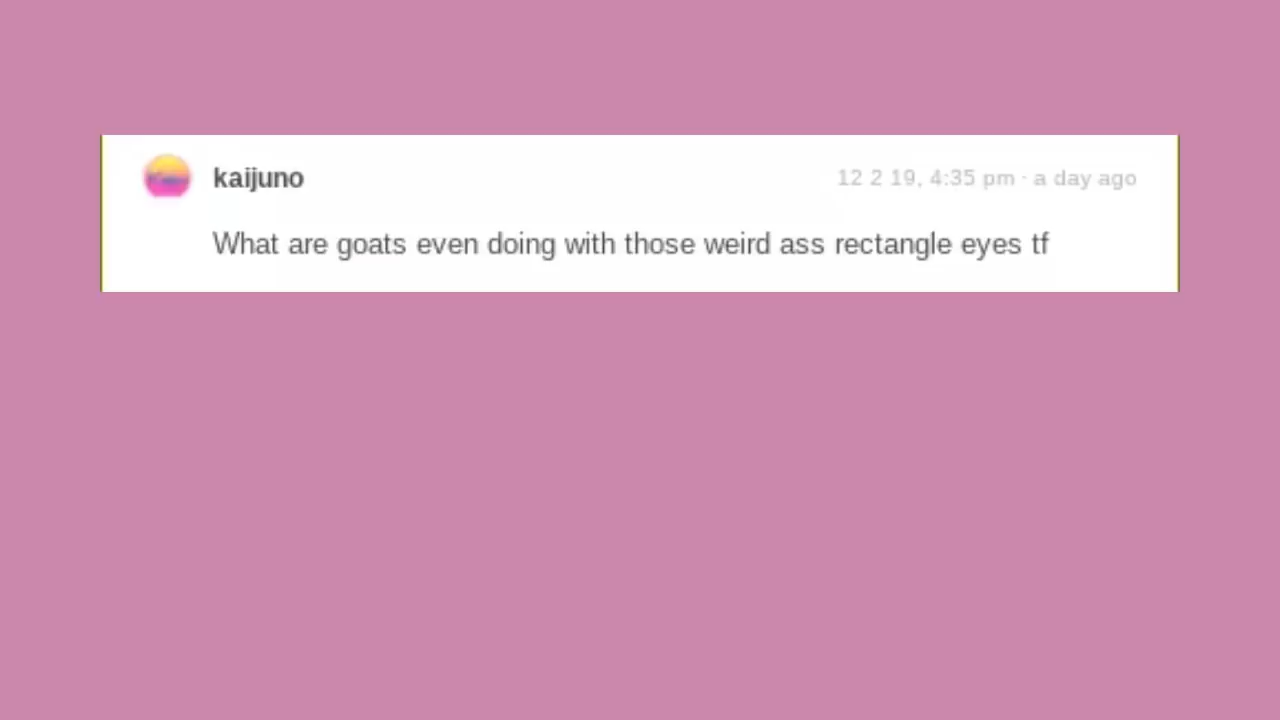 kaijuno
12 2 19, 4:35 pm · a day ago
What are goats even doing with those weird ass rectangle eyes tf